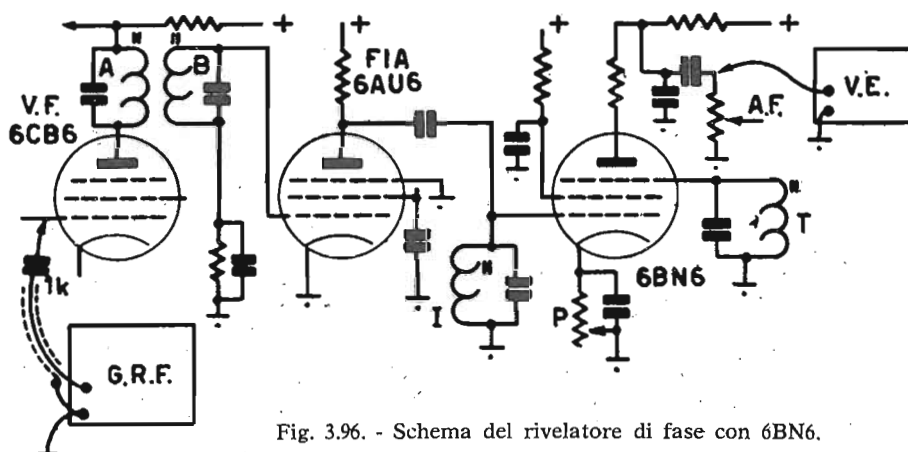 +
+
+
+
A
B
FIA
6AU6
V.F.
6CB6
V.E.
A.F.
T
6BN6
I
P
1k
G.R.F.
Fig. 3.96. - Schema del rivelatore di fase con 6BN6.